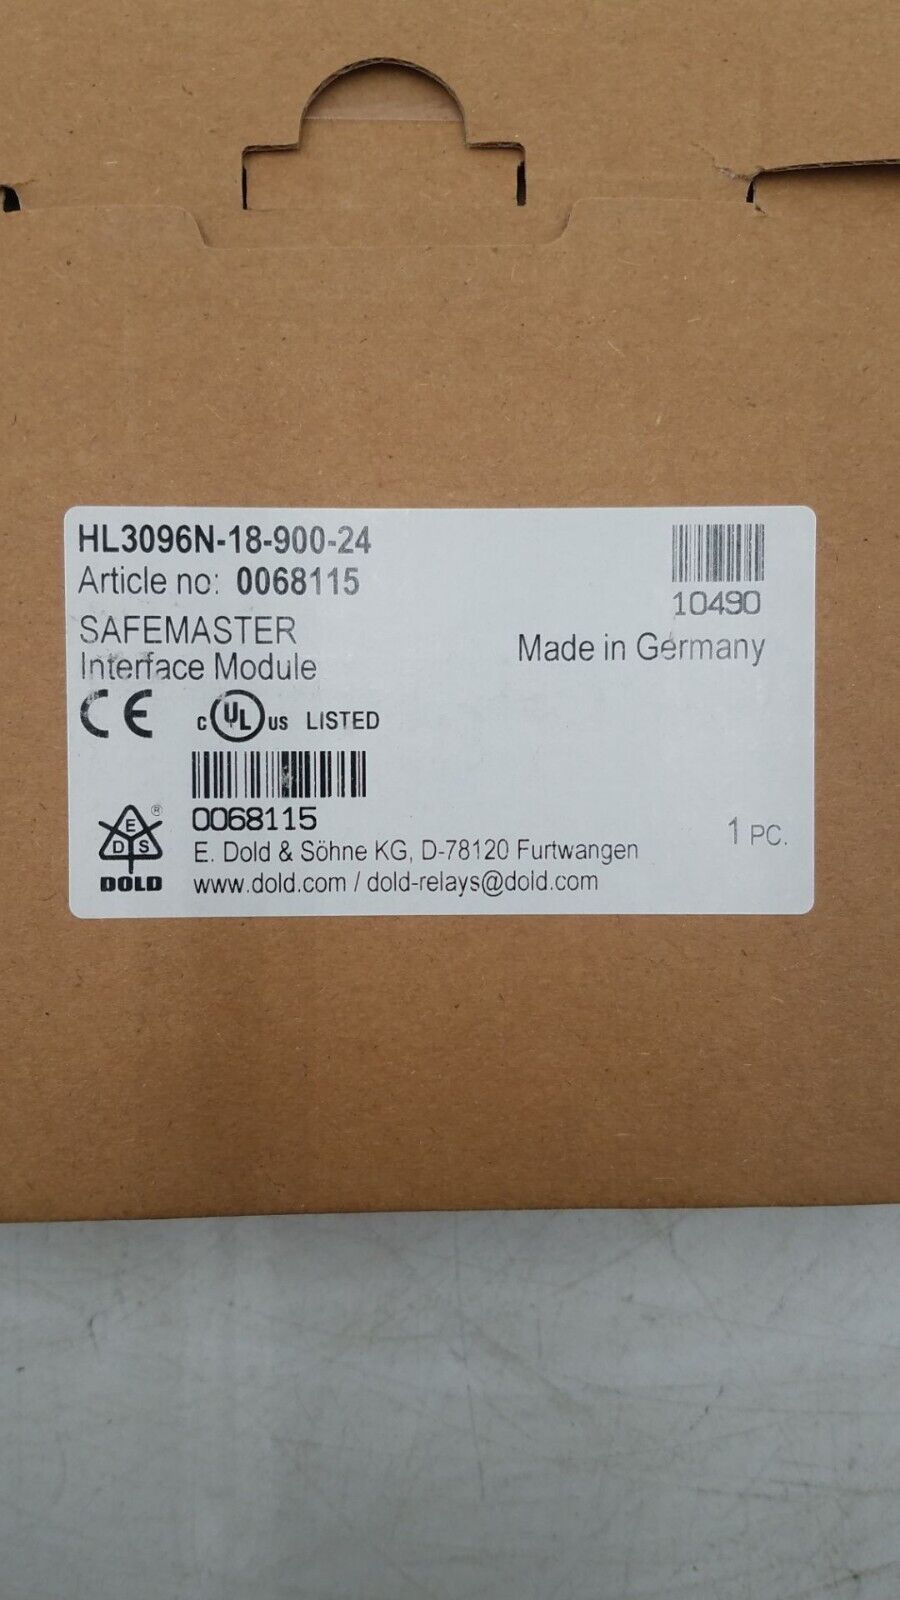 HL3096N-18-900-24
Article no: 0068115
10490
SAFEMASTER
Interface Module
Made in Germany
CE c UL us LISTED
0068115
E D S ®
DOLD
E. Dold & Söhne KG, D-78120 Furtwangen
www.dold.com / dold-relays@dold.com
1 PC.